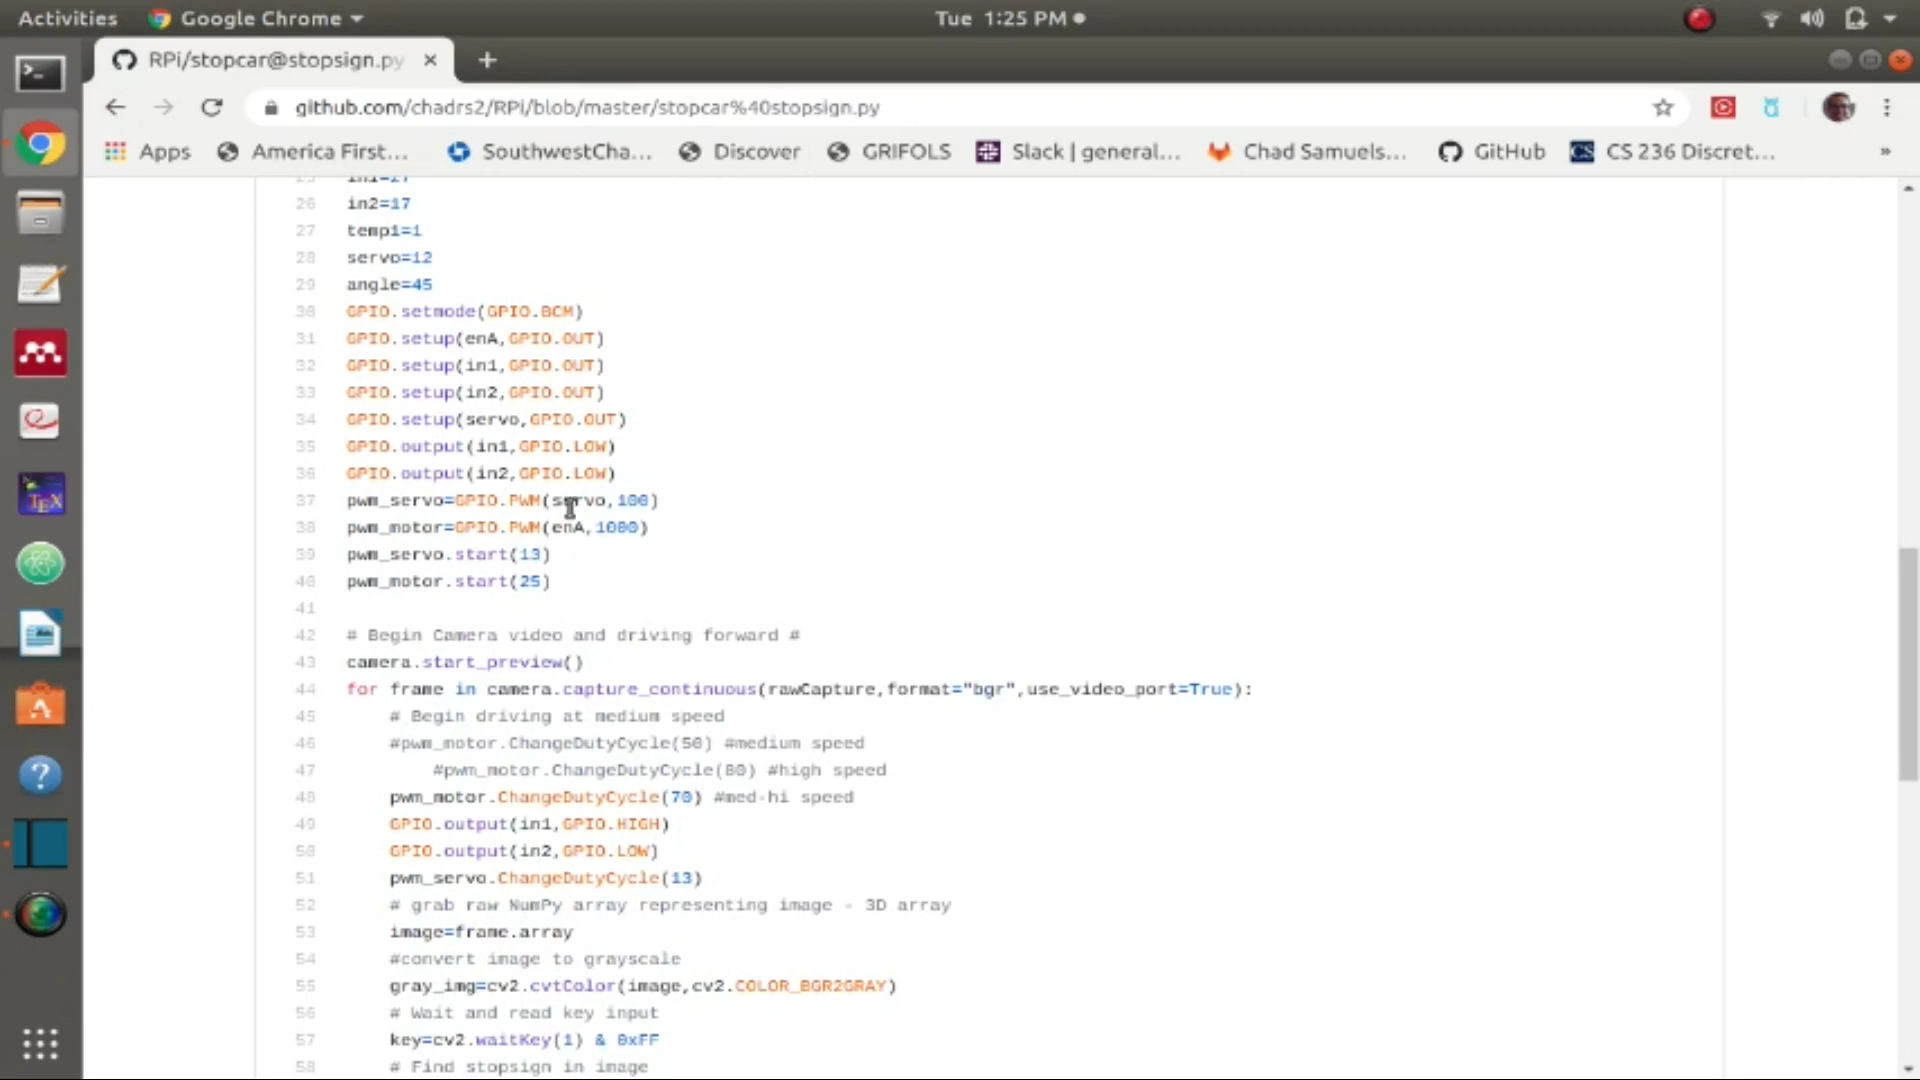 Activities Google Chrome Tue 1:25 PM
RPi/stopcar@stopsign.py
github.com/chadrs2/RPi/blob/master/stopcar%40stopsign.py
Apps America First... SouthwestCha... Discover GRIFOLS Slack | general... Chad Samuels... GitHub CS CS 236 Discret... »
26 in2=17
27 temp1=1
28 servo=12
29 angle=45
30 GPIO.setmode(GPIO.BCM)
31 GPIO.setup(enA,GPIO.OUT)
32 GPIO.setup(in1,GPIO.OUT)
33 GPIO.setup(in2,GPIO.OUT)
34 GPIO.setup(servo,GPIO.OUT)
35 GPIO.output(in1,GPIO.LOW)
36 GPIO.output(in2,GPIO.LOW)
37 pwm_servo=GPIO.PWM(servo,100)
38 pwm_motor=GPIO.PWM(enA,1000)
39 pwm_servo.start(13)
40 pwm_motor.start(25)
41
42 # Begin Camera video and driving forward #
43 camera.start_preview()
44 for frame in camera.capture_continuous(rawCapture,format="bgr",use_video_port=True):
45 # Begin driving at medium speed
46 #pwm_motor.ChangeDutyCycle(50) #medium speed
47 #pwm_motor.ChangeDutyCycle(80) #high speed
48 pwm_motor.ChangeDutyCycle(70) #med-hi speed
49 GPIO.output(in1,GPIO.HIGH)
50 GPIO.output(in2,GPIO.LOW)
51 pwm_servo.ChangeDutyCycle(13)
52 # grab raw NumPy array representing image - 3D array
53 image=frame.array
54 #convert image to grayscale
55 gray_img=cv2.cvtColor(image,cv2.COLOR_BGR2GRAY)
56 # Wait and read key input
57 key=cv2.waitKey(1) & 0xFF
58 # Find stopsign in image